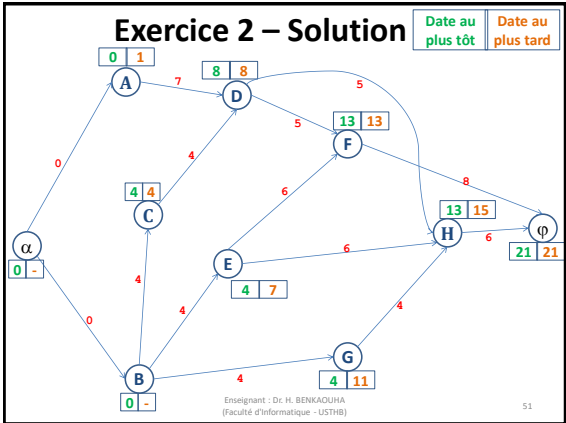 Exercice 2 – Solution
Date au plus tôt
Date au plus tard
0 1
A
7
8 8
D
5
5
13 13
F
0
4
6
8
4 4
C
13 15
H
6
φ
21 21
α
0 -
4
E
4 7
6
0
4
4
B
0 -
4
G
4 11
Enseignant : Dr. H. BENKAOUHA
(Faculté d'Informatique - USTHB)
51